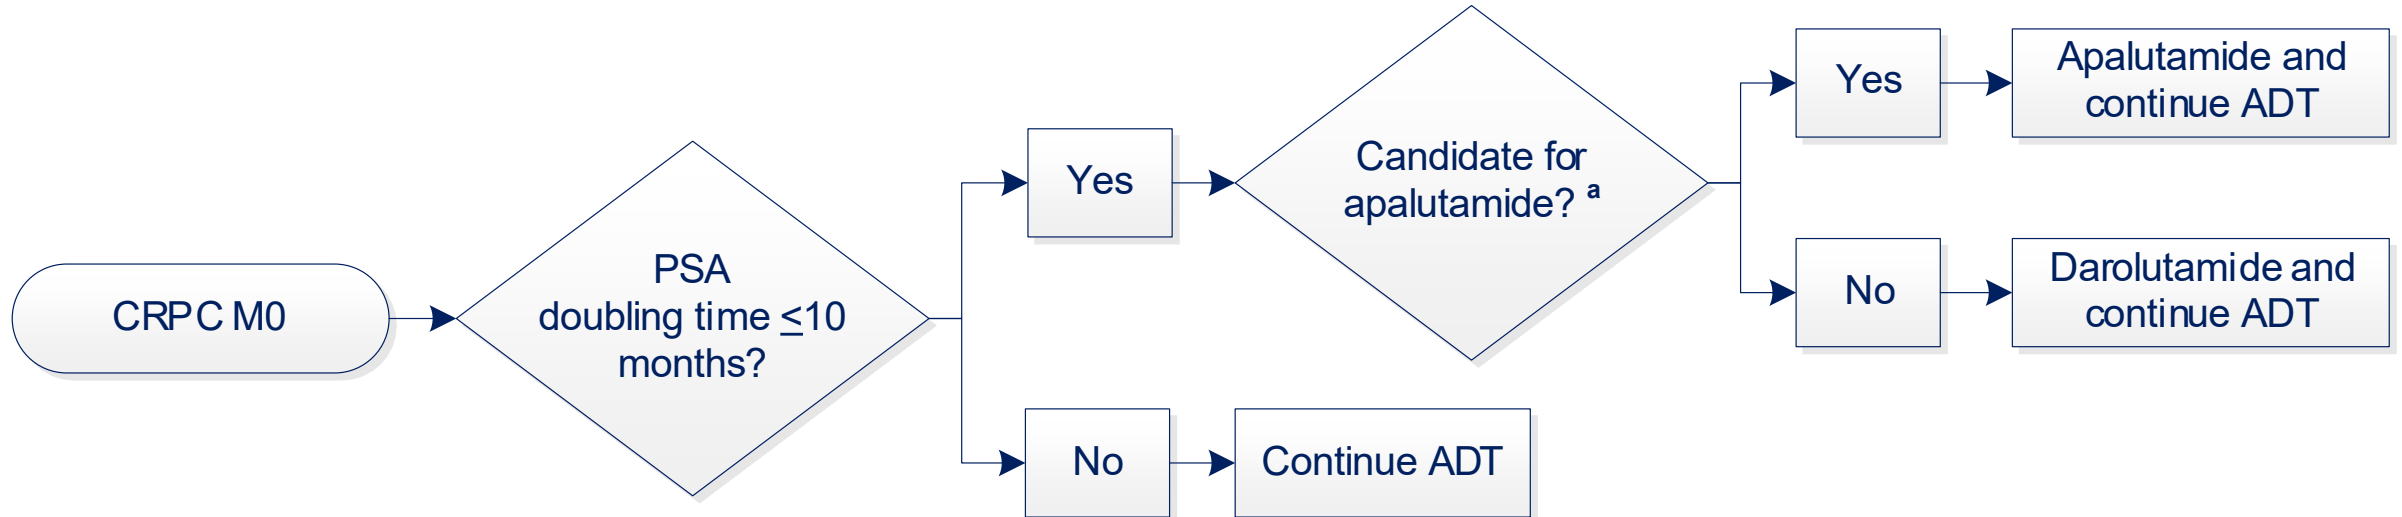 CRPC M0
PSA
doubling time ≤10
months?
Yes
No
Continue ADT
Candidate for
apalutamide? a
Yes
Apalutamide and
continue ADT
No
Darolutamide and
continue ADT